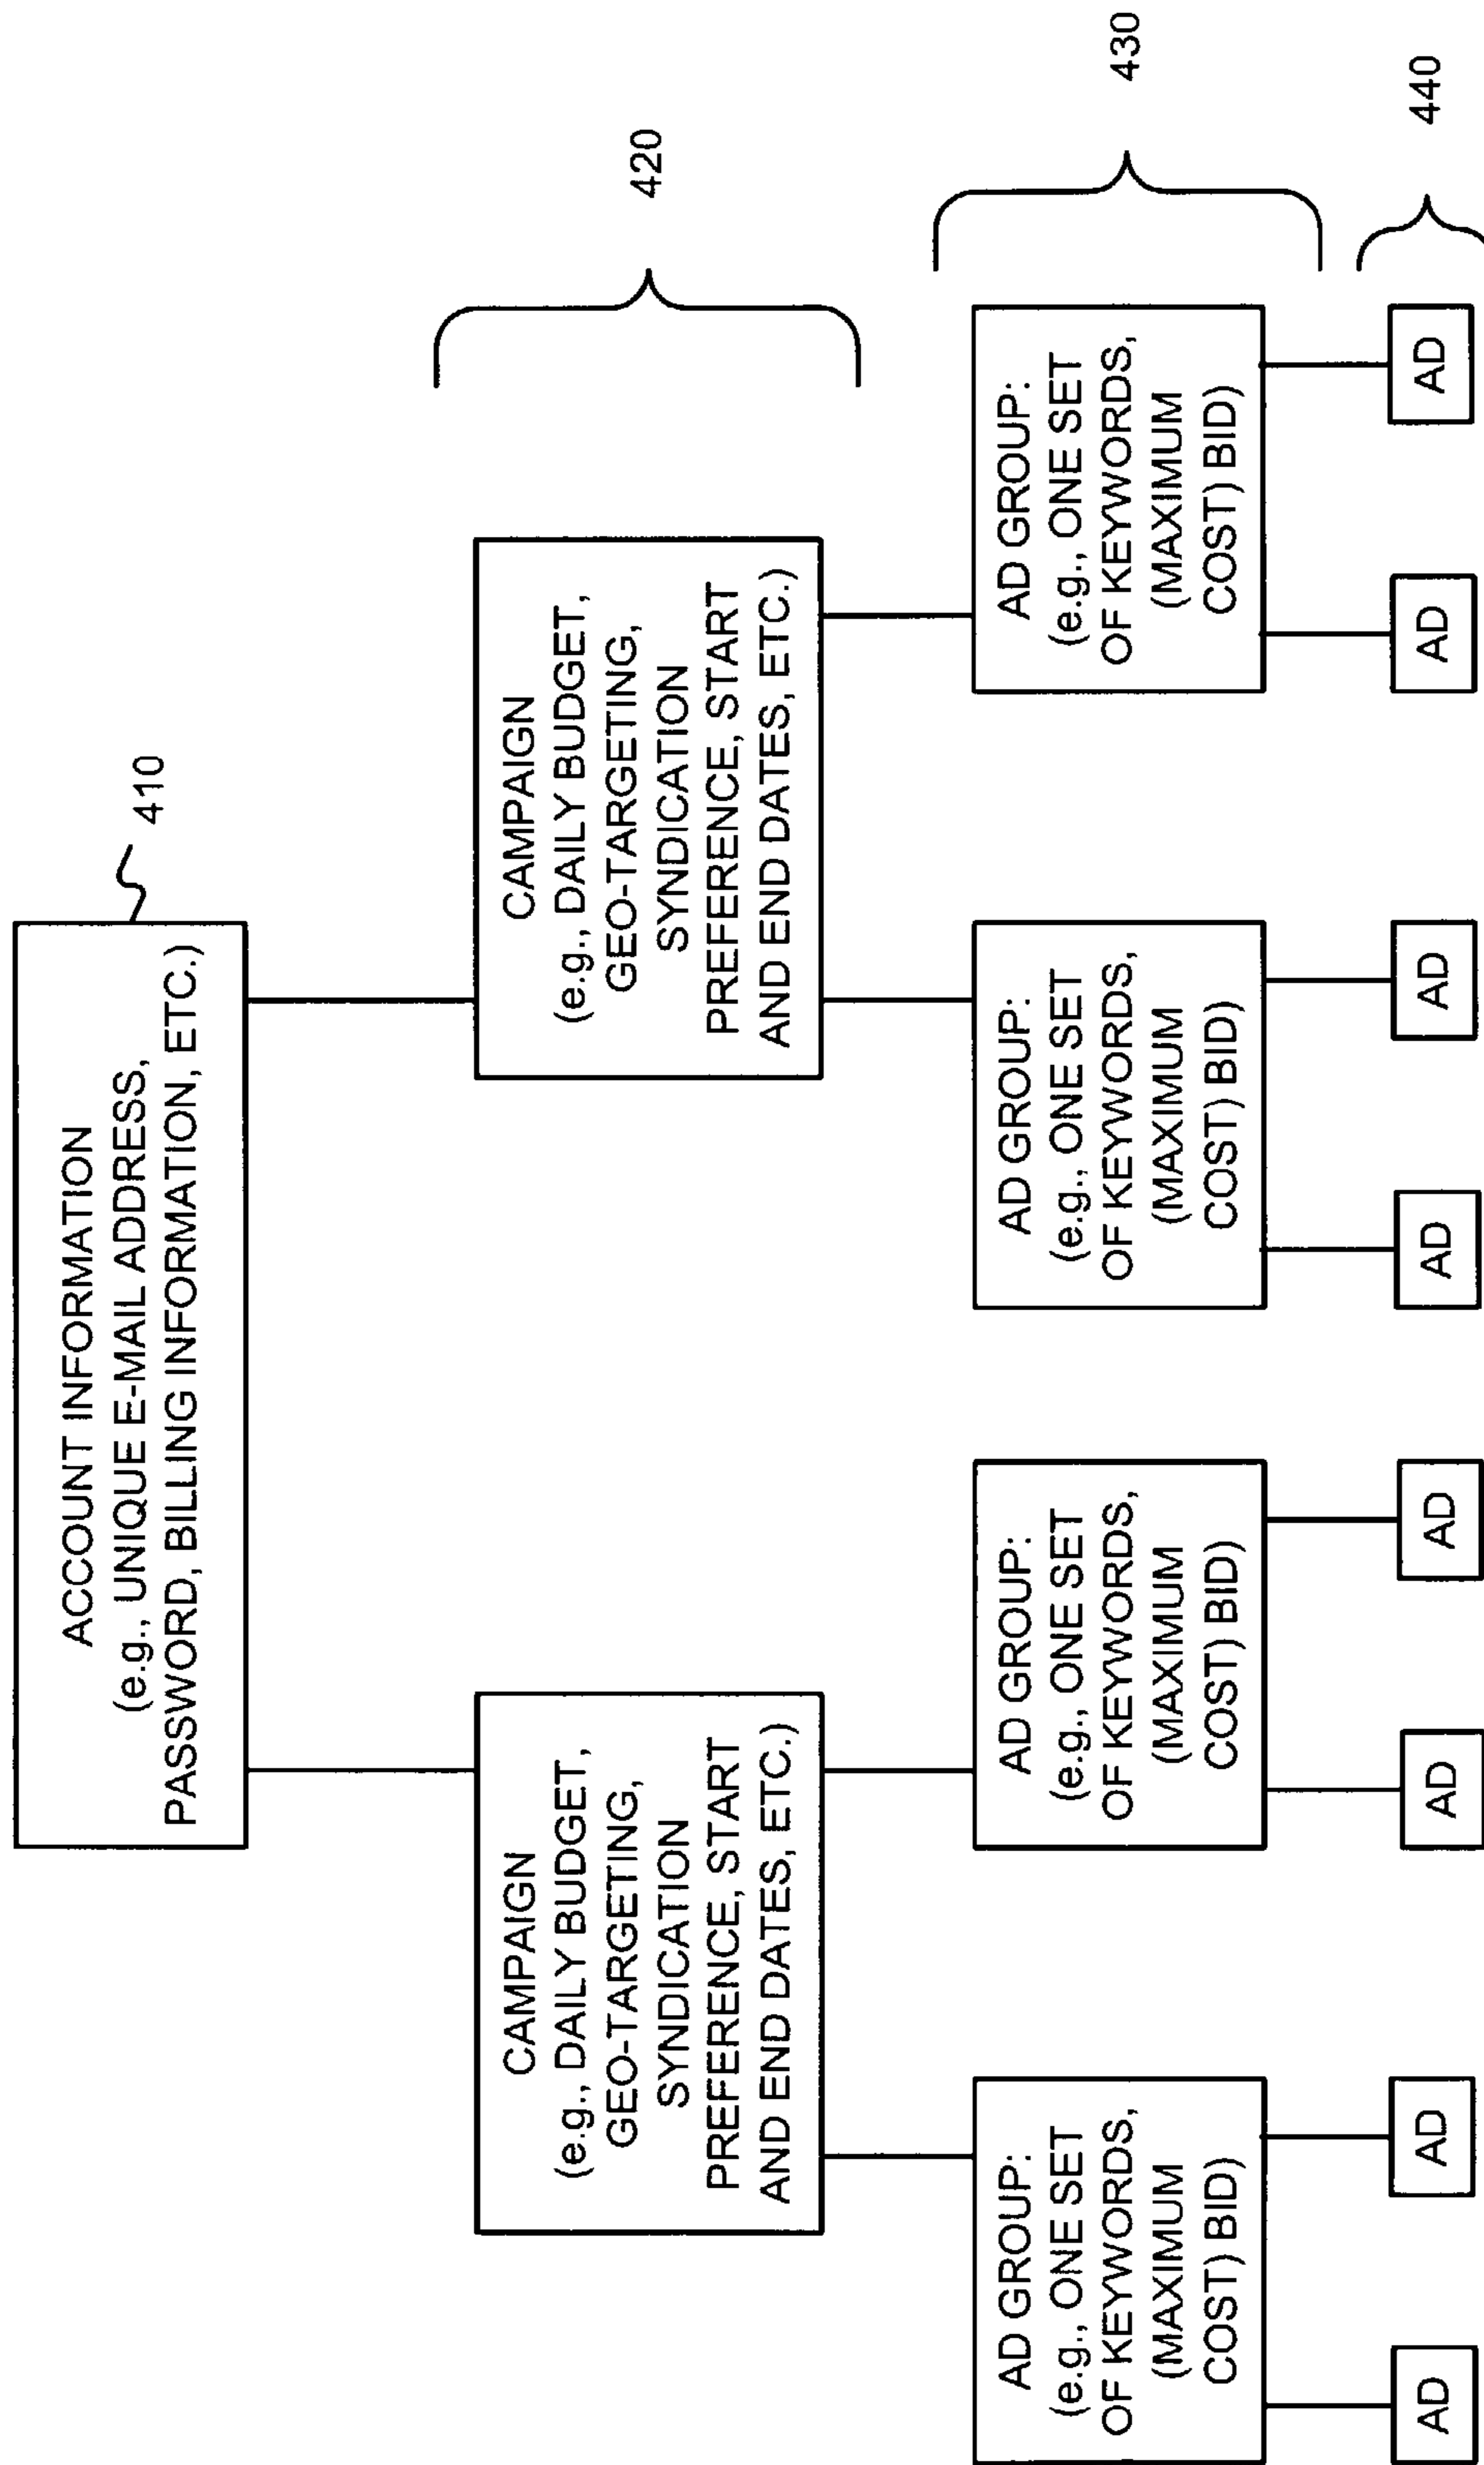 ACCOUNT INFORMATION
(e.g., UNIQUE E-MAIL ADDRESS,
PASSWORD, BILLING INFORMATION, ETC.)
410
CAMPAIGN
(e.g., DAILY BUDGET,
GEO-TARGETING,
SYNDICATION
PREFERENCE, START
AND END DATES, ETC.)
CAMPAIGN
(e.g., DAILY BUDGET,
GEO-TARGETING,
SYNDICATION
PREFERENCE, START
AND END DATES, ETC.)
420
AD GROUP:
(e.g., ONE SET
OF KEYWORDS,
(MAXIMUM
COST) BID)
AD GROUP:
(e.g., ONE SET
OF KEYWORDS,
(MAXIMUM
COST) BID)
AD GROUP:
(e.g., ONE SET
OF KEYWORDS,
(MAXIMUM
COST) BID)
AD GROUP:
(e.g., ONE SET
OF KEYWORDS,
(MAXIMUM
COST) BID)
430
AD
AD
AD
AD
AD
AD
AD
AD
440